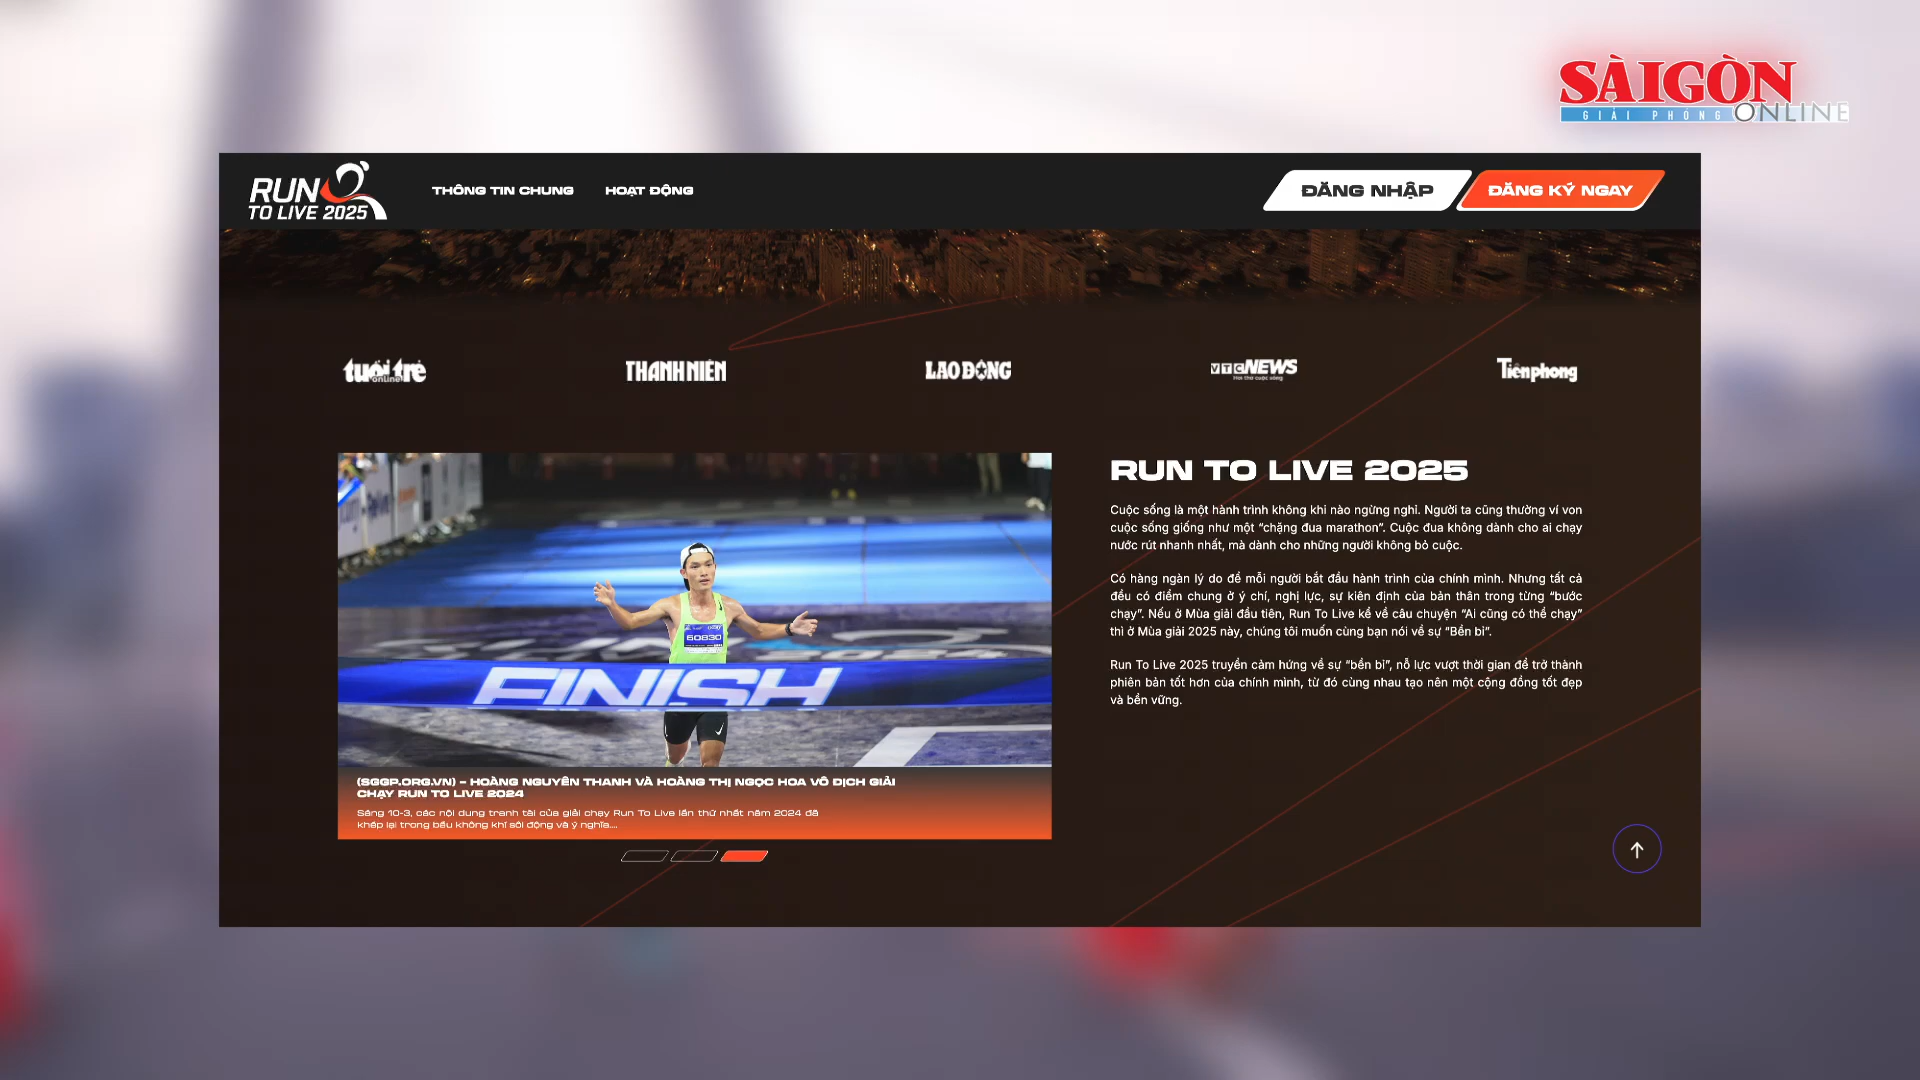 SÀIGÒN
GIẢI PHÓNG ONLINE
RUN
TO LIVE 2025
THÔNG TIN CHUNG
HOẠT ĐỘNG
ĐĂNG NHẬP
ĐĂNG KÝ NGAY
tuổi trẻ
online
THANH NIÊN
LAO ĐỘNG
VTC NEWS
Tiền phong
60830
FINISH
(SGGP.ORG.VN) – HOÀNG NGUYÊN THANH VÀ HOÀNG THỊ NGỌC HOA VÔ ĐỊCH GIẢI
CHẠY RUN TO LIVE 2024
Sáng 10-3, các nội dung tranh tài của giải chạy Run To Live lần thứ nhất năm 2024 đã
khép lại trong bầu không khí sôi động và ý nghĩa....
RUN TO LIVE 2025
Cuộc sống là một hành trình không khi nào ngừng nghỉ. Người ta cũng thường ví von
cuộc sống giống như một “chặng đua marathon”. Cuộc đua không dành cho ai chạy
nước rút nhanh nhất, mà dành cho những người không bỏ cuộc.
Có hàng ngàn lý do để mỗi người bắt đầu hành trình của chính mình. Nhưng tất cả
đều có điểm chung ở ý chí, nghị lực, sự kiên định của bản thân trong từng “bước
chạy”. Nếu ở Mùa giải đầu tiên, Run To Live kể về câu chuyện “Ai cũng có thể chạy”
thì ở Mùa giải 2025 này, chúng tôi muốn cùng bạn nói về sự “Bền bỉ”.
Run To Live 2025 truyền cảm hứng về sự “bền bỉ”, nỗ lực vượt thời gian để trở thành
phiên bản tốt hơn của chính mình, từ đó cùng nhau tạo nên một cộng đồng tốt đẹp
và bền vững.